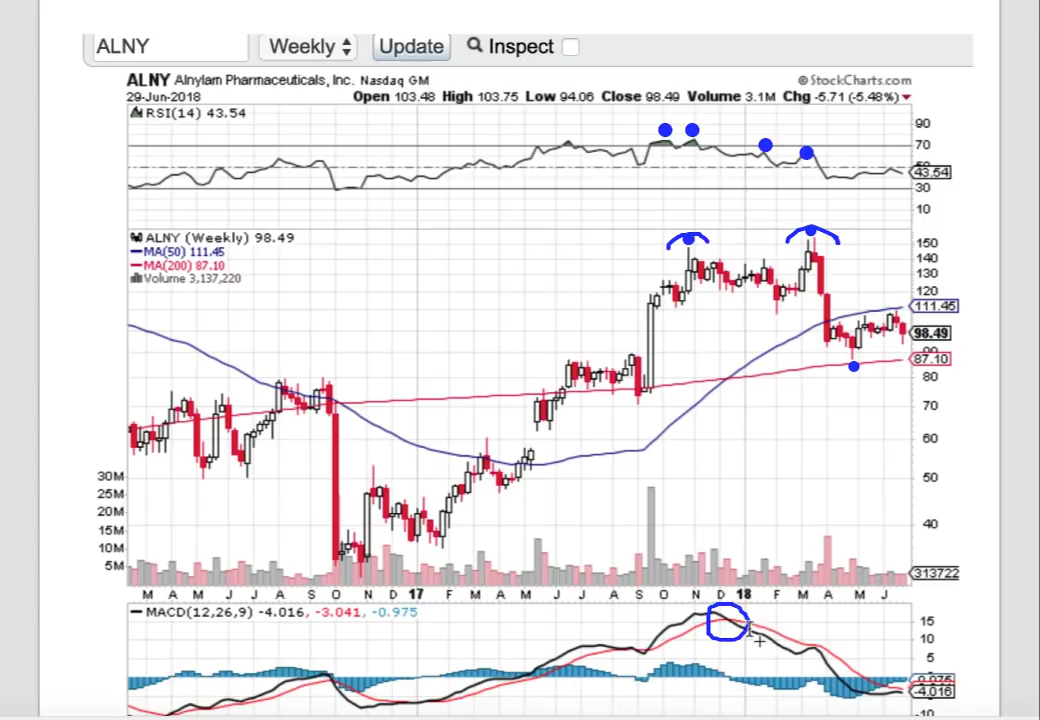 ALNY Weekly Update Inspect
ALNY Alnylam Pharmaceuticals, Inc. Nasdaq GM © StockCharts.com
29-Jun-2018 Open 103.48 High 103.75 Low 94.06 Close 98.49 Volume 3.1M Chg -5.71 (-5.48%)
RSI(14) 43.54
90
70
43.54
30
10
ALNY (Weekly) 98.49
MA(50) 111.45
MA(200) 87.10
Volume 3,137,220
150
140
130
120
111.45
98.49
90
87.10
80
70
60
30M 50
25M
20M
15M 40
10M
5M
313722
M A M J J A S O N D 17 F M A M J J A S O N D 18 F M A M J
MACD(12,26,9) -4.016, -3.041, -0.975
15
10
5
-0.975
-4.016
-10